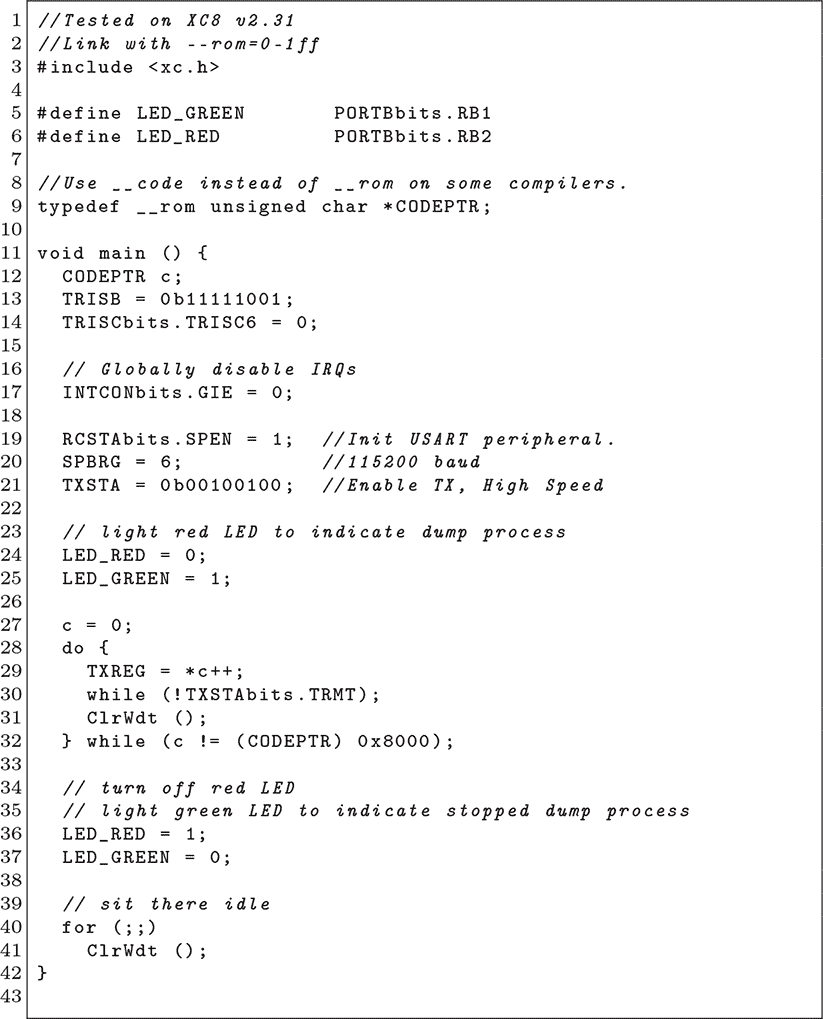 1 //Tested on XC8 v2.31
2 //Link with --rom=0-1ff
3 #include <xc.h>
4
5 #define LED_GREEN PORTBbits.RB1
6 #define LED_RED PORTBbits.RB2
7
8 //Use __code instead of __rom on some compilers.
9 typedef __rom unsigned char *CODEPTR;
10
11 void main () {
12 CODEPTR c;
13 TRISB = 0b11111001;
14 TRISCbits.TRISC6 = 0;
15
16 // Globally disable IRQs
17 INTCONbits.GIE = 0;
18
19 RCSTAbits.SPEN = 1; //Init USART peripheral.
20 SPBRG = 6; //115200 baud
21 TXSTA = 0b00100100; //Enable TX, High Speed
22
23 // light red LED to indicate dump process
24 LED_RED = 0;
25 LED_GREEN = 1;
26
27 c = 0;
28 do {
29 TXREG = *c++;
30 while (!TXSTAbits.TRMT);
31 ClrWdt ();
32 } while (c != (CODEPTR) 0x8000);
33
34 // turn off red LED
35 // light green LED to indicate stopped dump process
36 LED_RED = 1;
37 LED_GREEN = 0;
38
39 // sit there idle
40 for (;;)
41 ClrWdt ();
42 }
43